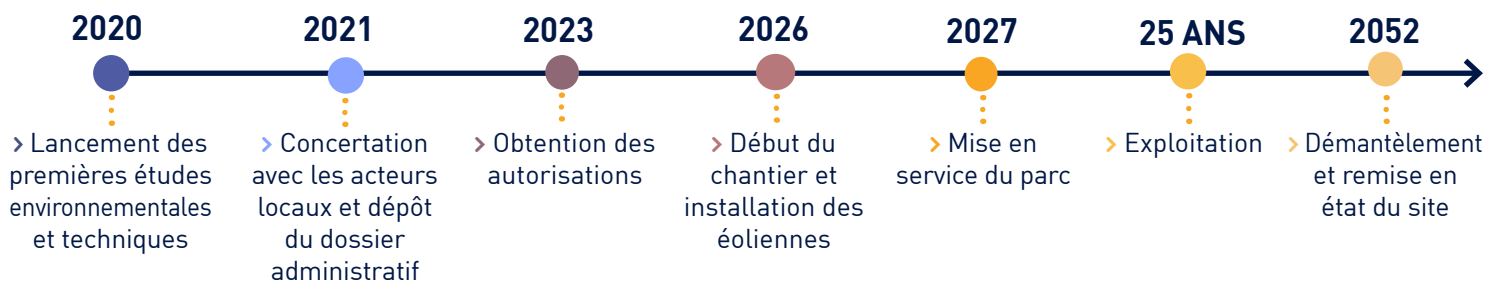 2020
> Lancement des
premières études
environnementales
et techniques
2021
> Concertation
avec les acteurs
locaux et dépôt
du dossier
administratif
2023
> Obtention des
autorisations
2026
> Début du
chantier et
installation des
éoliennes
2027
> Mise en
service du parc
25 ANS
> Exploitation
2052
> Démantèlement
et remise en
état du site